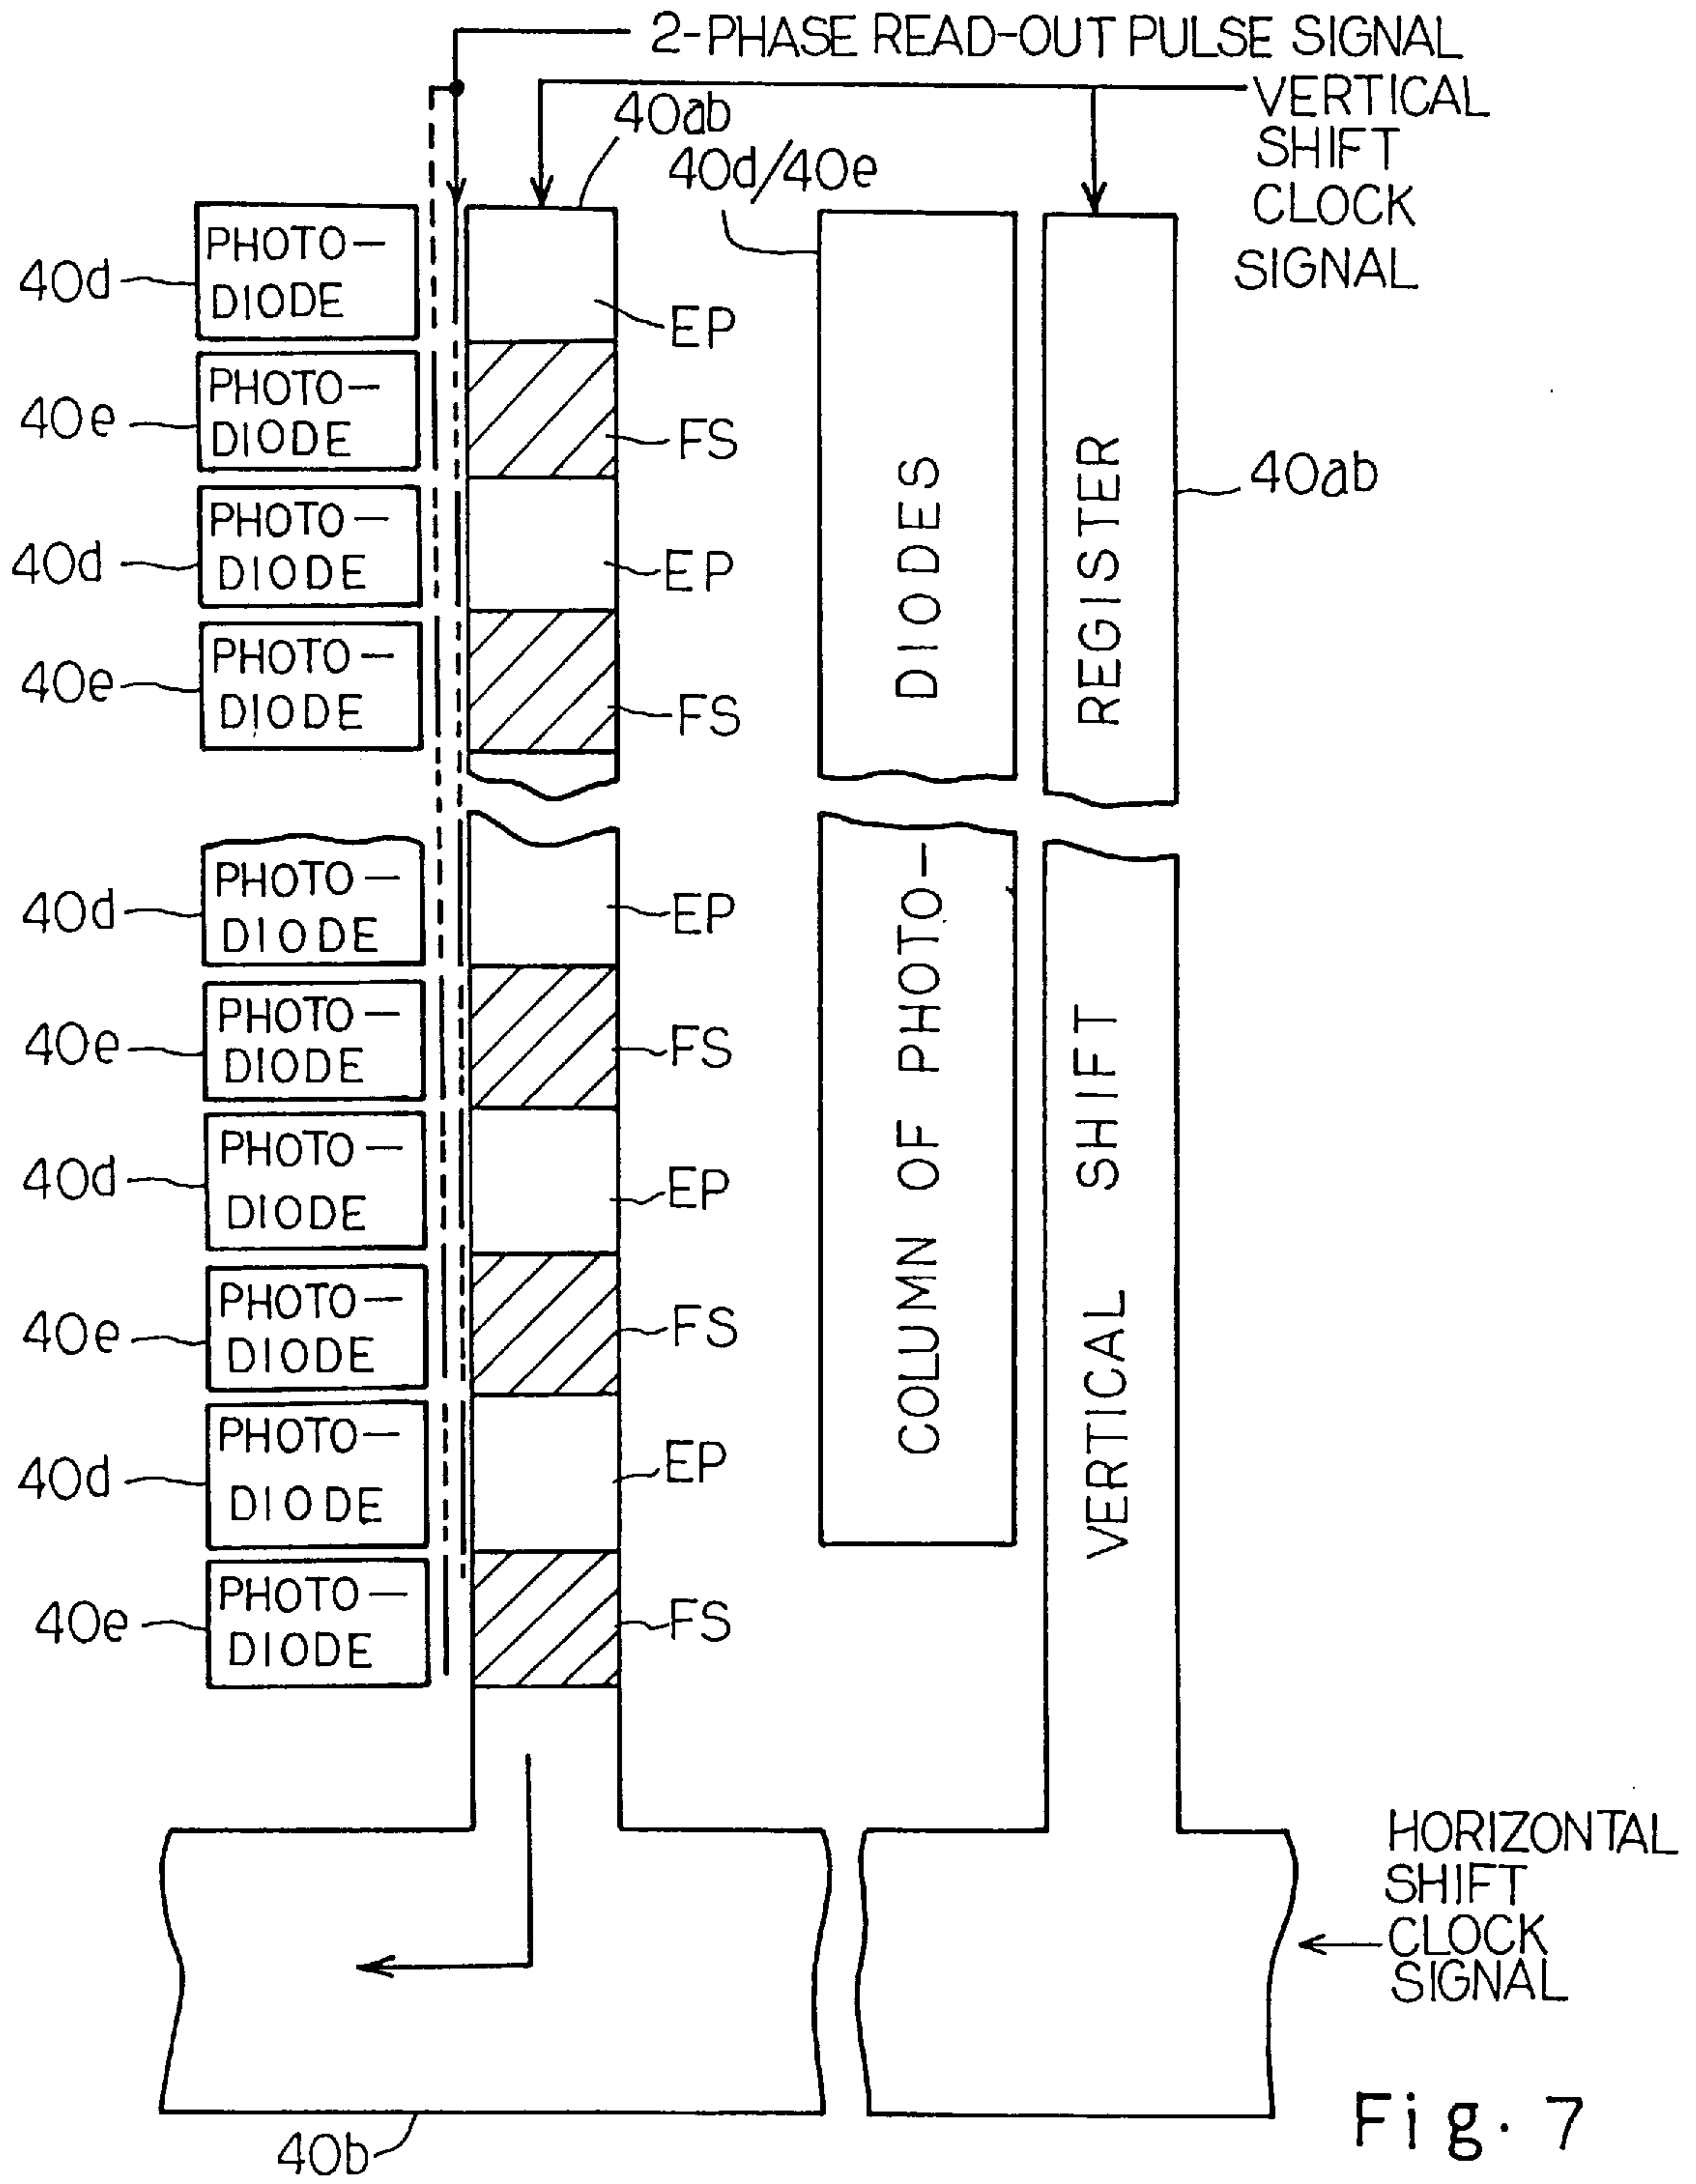 2-PHASE READ-OUT PULSE SIGNAL
VERTICAL
SHIFT
CLOCK
SIGNAL
40ab
40d/40e
PHOTO-
DIODE
40d
EP
PHOTO-
DIODE
40e
FS
PHOTO-
DIODE
40d
EP
PHOTO-
DIODE
40e
FS
40ab
PHOTO-
DIODE
40d
EP
PHOTO-
DIODE
40e
FS
PHOTO-
DIODE
40d
EP
PHOTO-
DIODE
40e
FS
PHOTO-
DIODE
40d
EP
PHOTO-
DIODE
40e
FS
COLUMN OF PHOTO-DIODES
VERTICAL SHIFT REGISTER
HORIZONTAL
SHIFT
CLOCK
SIGNAL
40b
Fig. 7